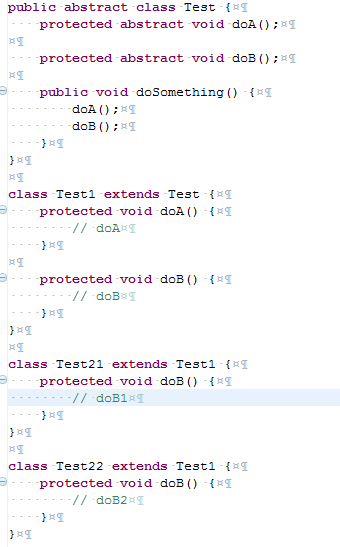 public abstract class Test {
    protected abstract void doA();

    protected abstract void doB();

    public void doSomething() {
        doA();
        doB();
    }
}

class Test1 extends Test {
    protected void doA() {
        // doA
    }

    protected void doB() {
        // doB
    }
}

class Test21 extends Test1 {
    protected void doB() {
        // doB1
    }
}

class Test22 extends Test1 {
    protected void doB() {
        // doB2
    }
}